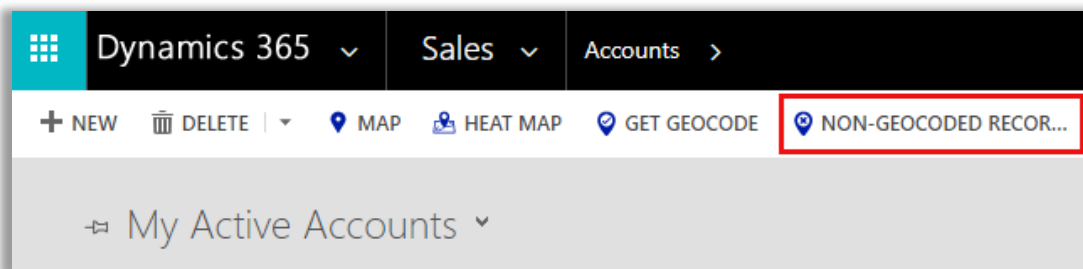 Dynamics 365 Sales Accounts >
+ NEW DELETE MAP HEAT MAP GET GEOCODE NON-GEOCODED RECOR...
My Active Accounts